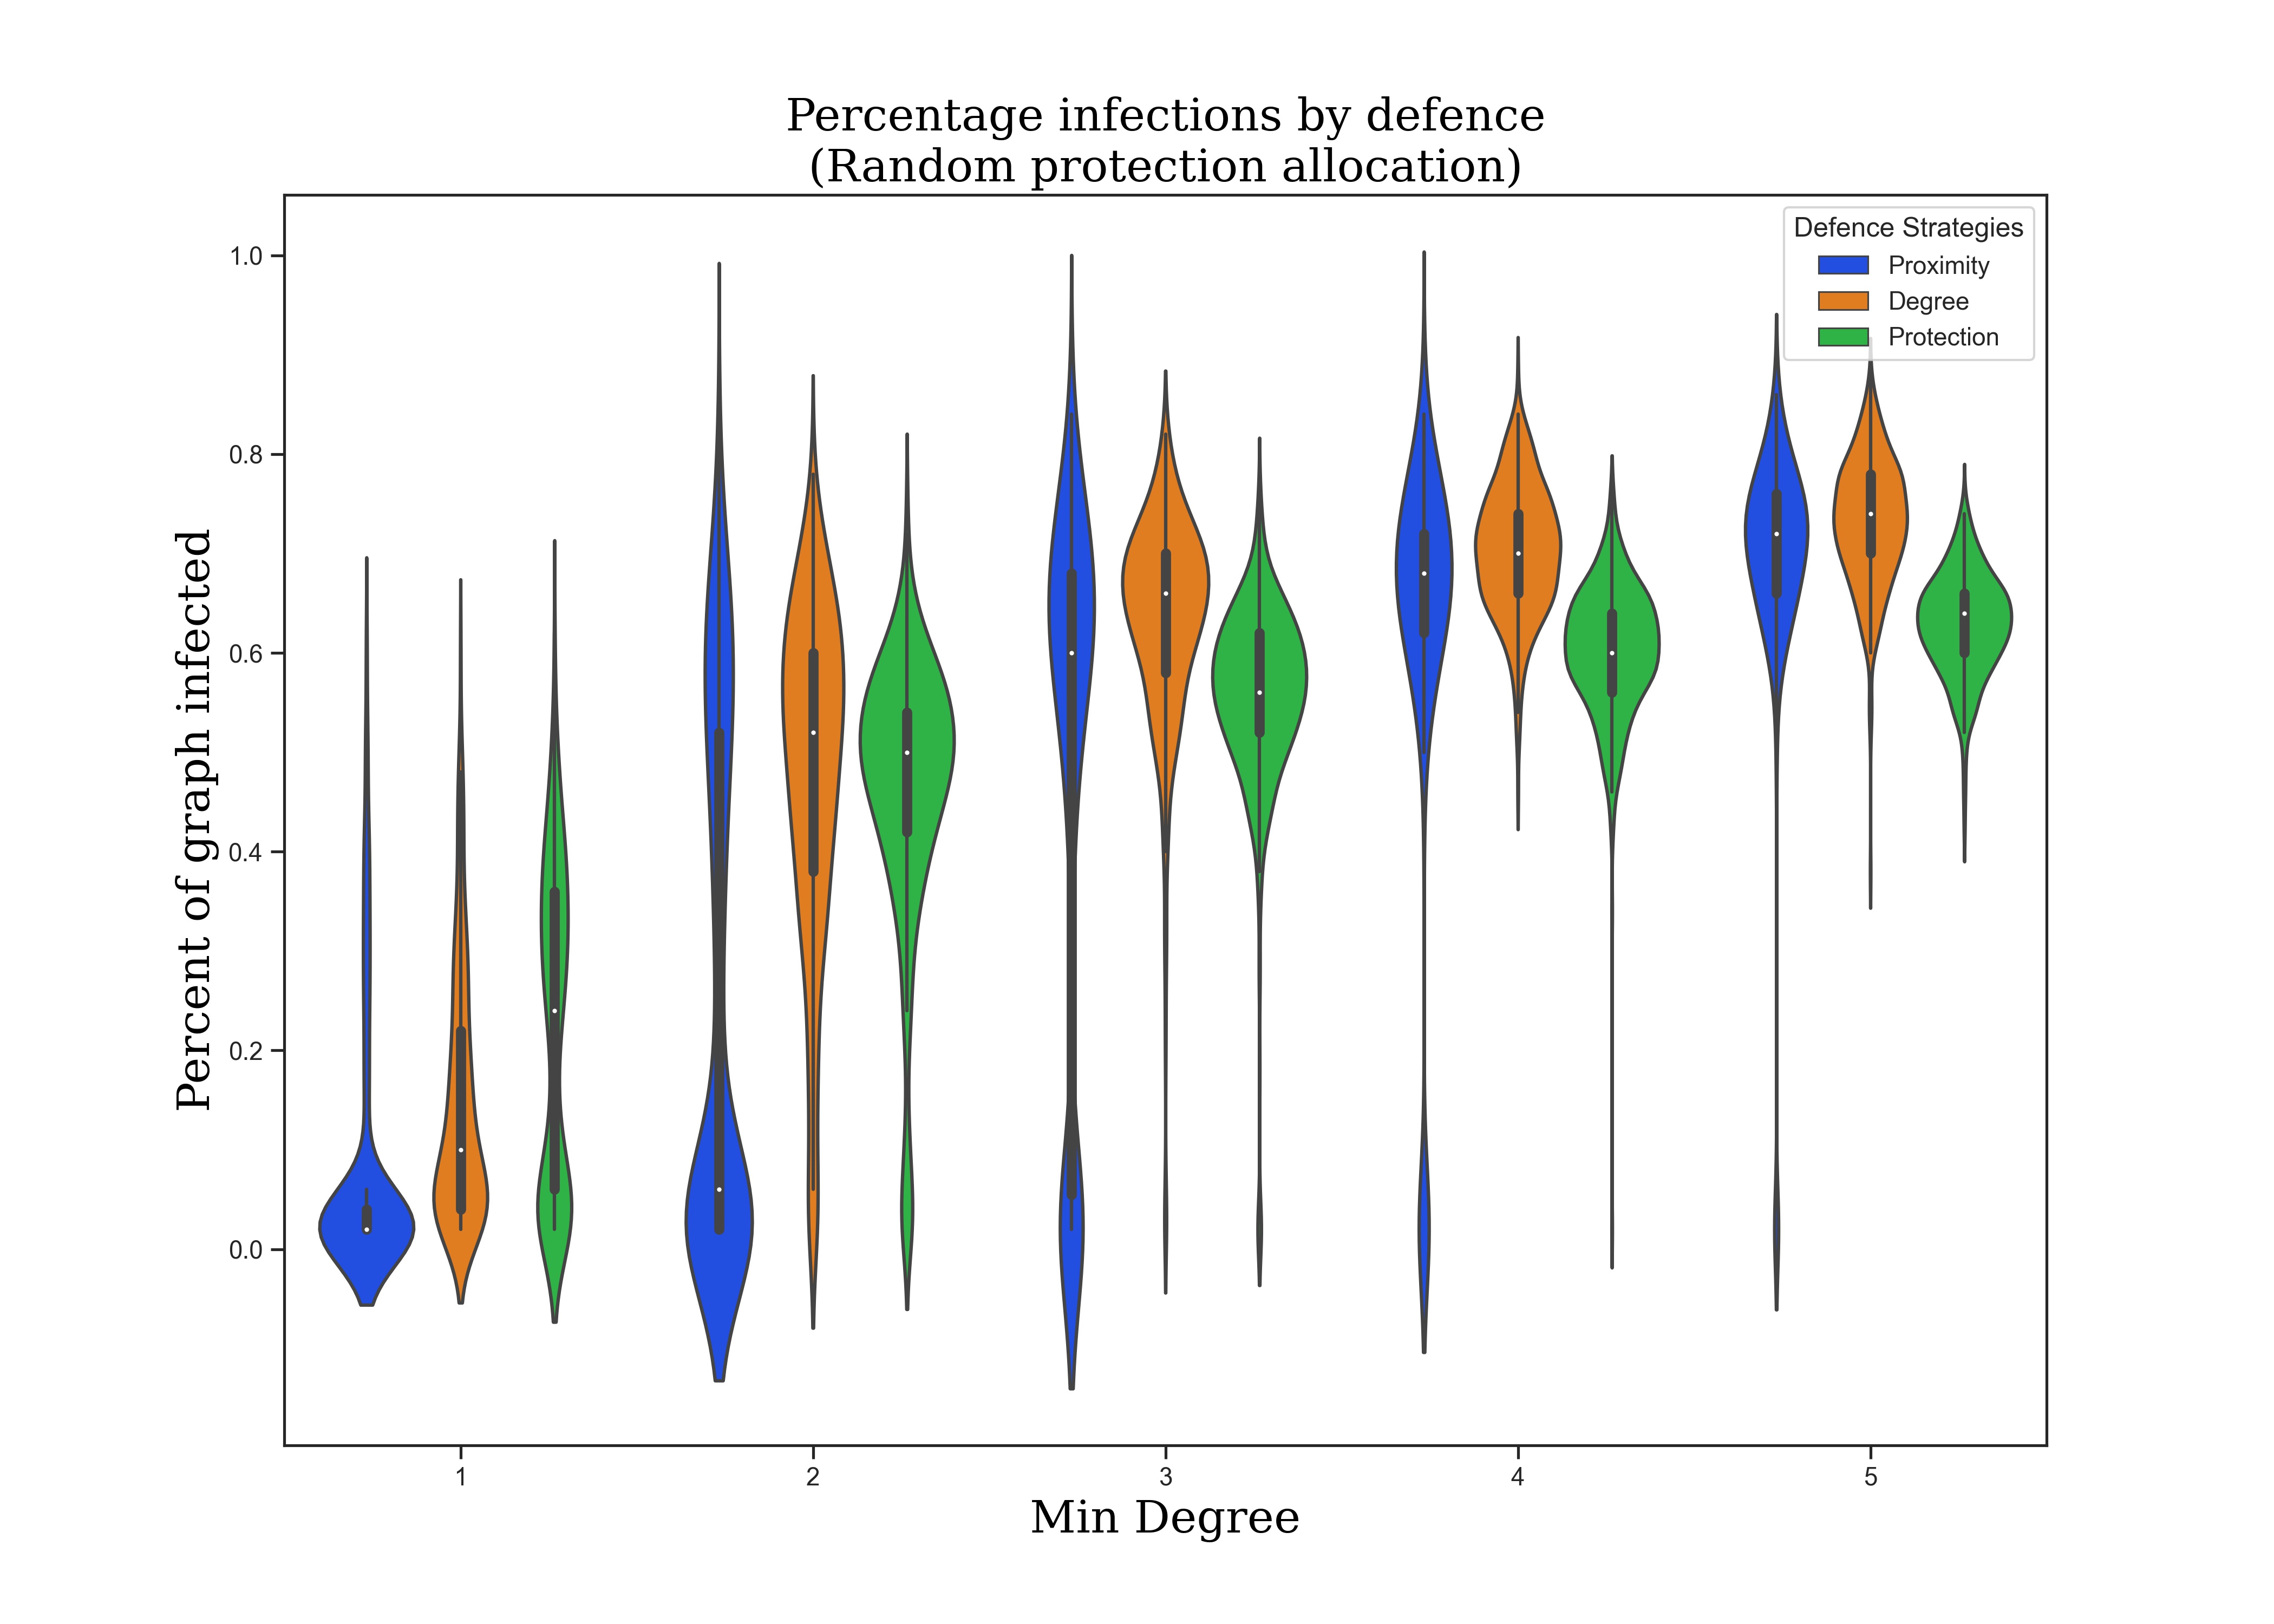 Percentage infections by defence
(Random protection allocation)
Defence Strategies
Proximity
Degree
Protection
Percent of graph infected
1.0
0.8
0.6
0.4
0.2
0.0
1 2 3 4 5
Min Degree